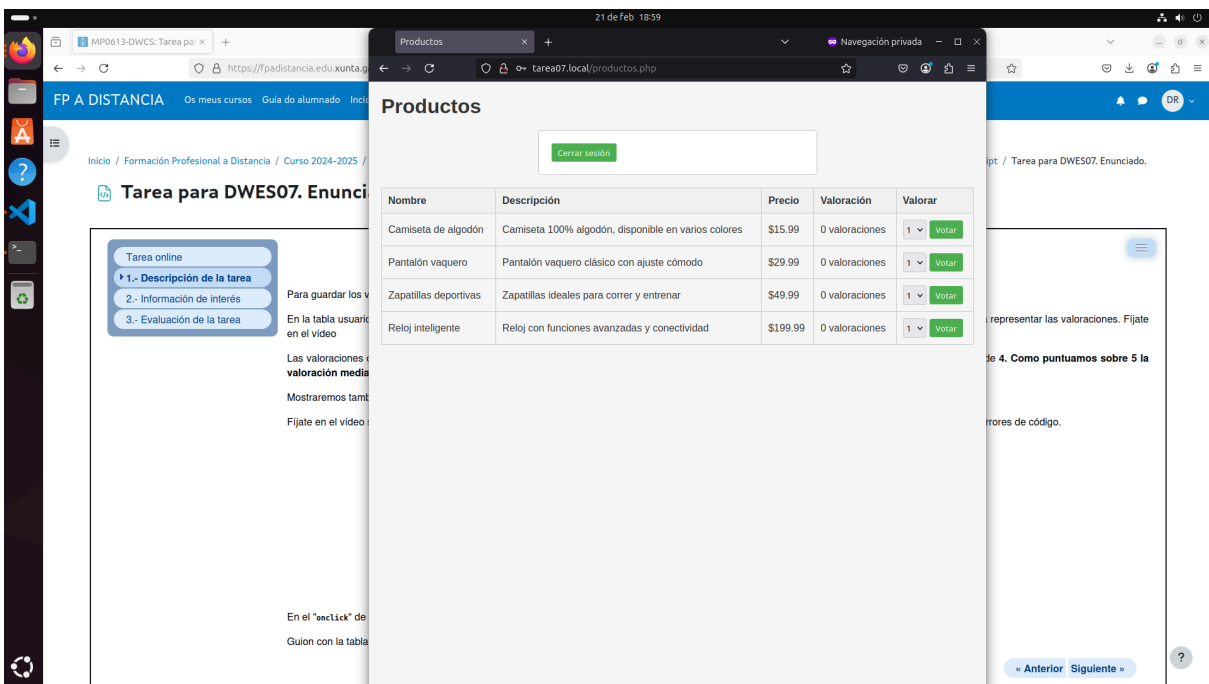 21 de feb 18:59
MP0613-DWCS: Tarea pa
https://fpadistancia.edu.xunta.g
FP A DISTANCIA
Os meus cursos
Guía do alumnado
DR
Inicio / Formación Profesional a Distancia / Curso 2024-2025 /
/ Tarea para DWES07. Enunciado.
Tarea para DWES07. Enunci
Tarea online
1.- Descripción de la tarea
2.- Información de interés
3.- Evaluación de la tarea
Para guardar los v
En la tabla usuario
representar las valoraciones. Fíjate
en el vídeo
Las valoraciones
de 4. Como puntuamos sobre 5 la
valoración media
Mostraremos tamb
Fíjate en el vídeo
rrores de código.
En el "onclick" de
Guion con la tabla
« Anterior
Siguiente »
?
Productos
Navegación privada
tarea07.local/productos.php
Productos
Cerrar sesión
Nombre Descripción Precio Valoración Valorar
Camiseta de algodón Camiseta 100% algodón, disponible en varios colores $15.99 0 valoraciones 1 Votar
Pantalón vaquero Pantalón vaquero clásico con ajuste cómodo $29.99 0 valoraciones 1 Votar
Zapatillas deportivas Zapatillas ideales para correr y entrenar $49.99 0 valoraciones 1 Votar
Reloj inteligente Reloj con funciones avanzadas y conectividad $199.99 0 valoraciones 1 Votar